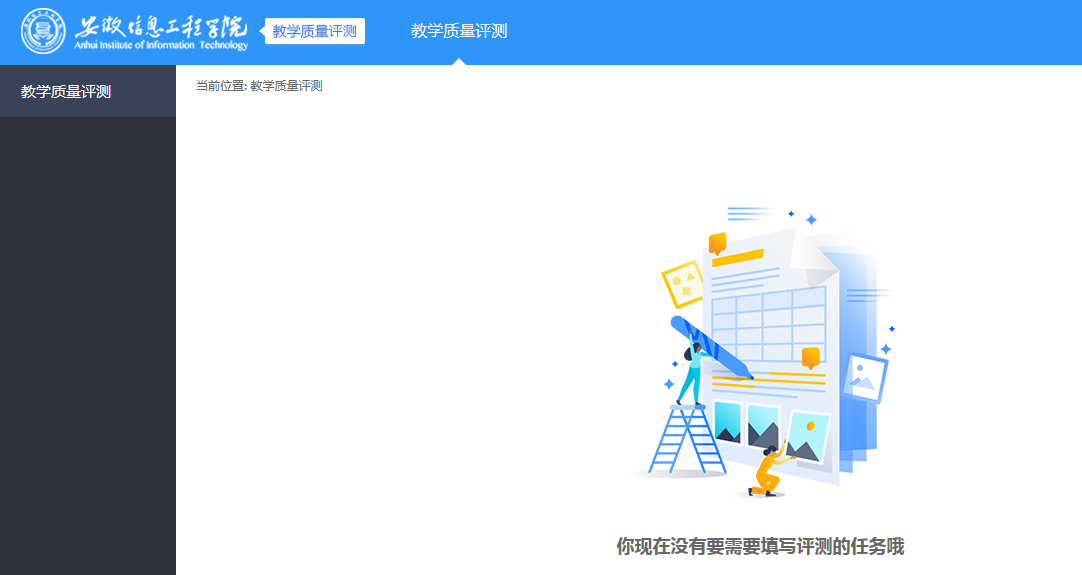 安徽信息工程学院
Anhui Institute of Information Technology
教学质量评测
教学质量评测
教学质量评测
当前位置: 教学质量评测
你现在没有要需要填写评测的任务哦